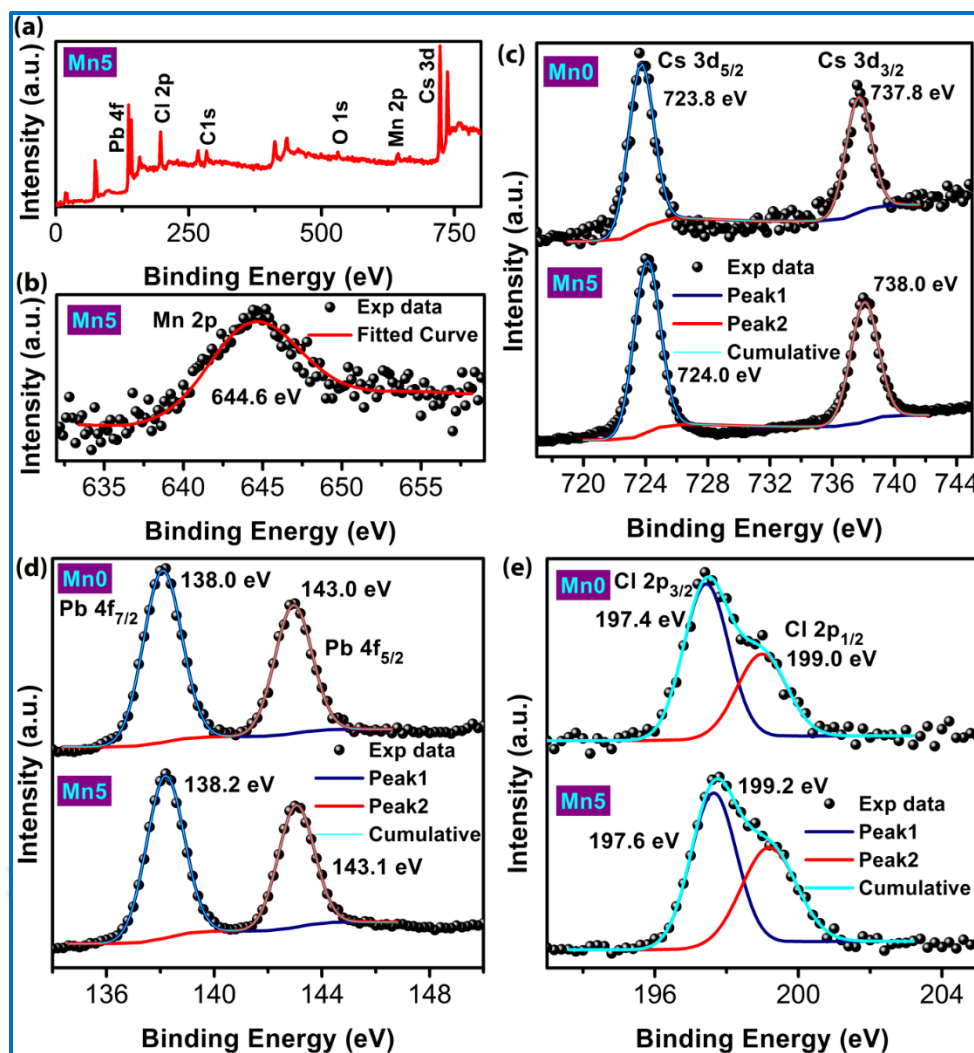 (a)
Mn5
Intensity (a.u.)
Pb 4f
Cl 2p
C1s
O 1s
Mn 2p
Cs 3d
0 250 500 750
Binding Energy (eV)
(b)
Mn5
Intensity (a.u.)
Mn 2p
644.6 eV
Exp data
Fitted Curve
635 640 645 650 655
Binding Energy (eV)
(c)
Mn0
Intensity (a.u.)
Cs 3d5/2
723.8 eV
Cs 3d3/2
737.8 eV
Mn5
Exp data
Peak1
Peak2
Cumulative
724.0 eV
738.0 eV
720 724 728 732 736 740 744
Binding Energy (eV)
(d)
Mn0
Pb 4f7/2
138.0 eV
143.0 eV
Pb 4f5/2
Intensity (a.u.)
Mn5
138.2 eV
Exp data
Peak1
Peak2
Cumulative
143.1 eV
136 140 144 148
Binding Energy (eV)
(e)
Mn0
Cl 2p3/2
197.4 eV
Cl 2p1/2
199.0 eV
Intensity (a.u.)
Mn5
197.6 eV
199.2 eV
Exp data
Peak1
Peak2
Cumulative
196 200 204
Binding Energy (eV)